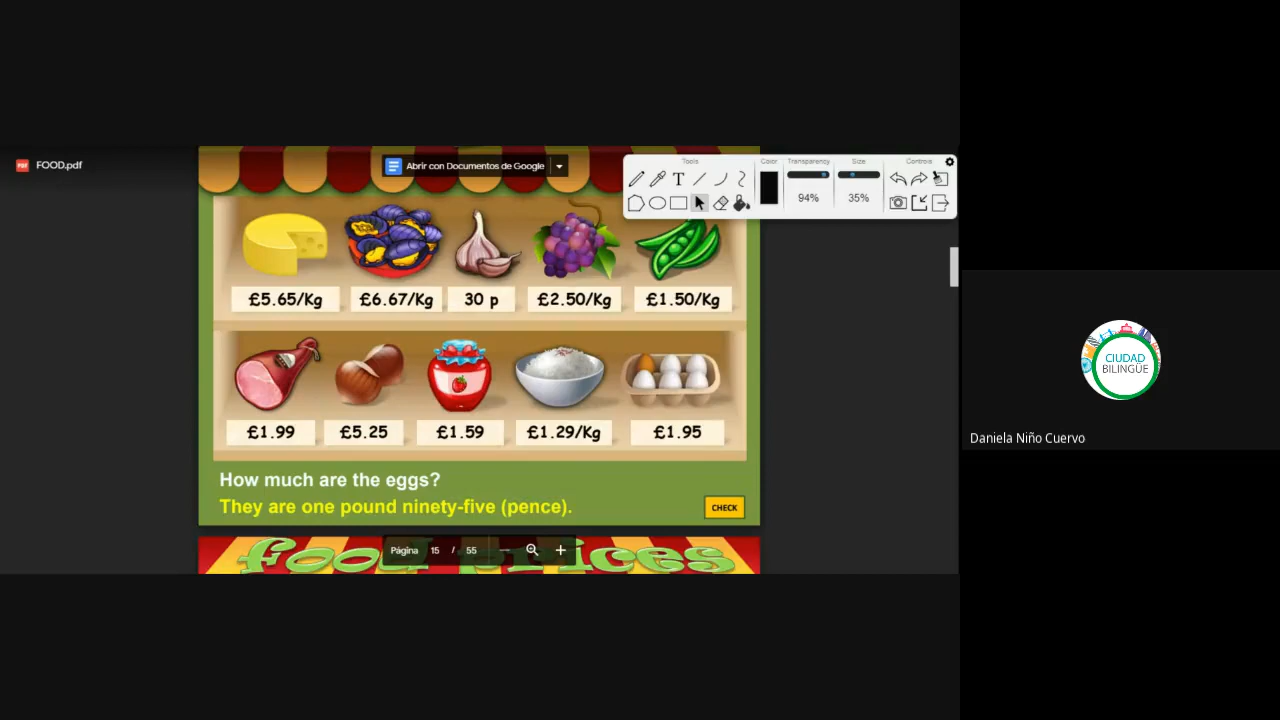 FOOD.pdf
Abrir con Documentos de Google
Tools
Color
Transparency
Size
Controls
94%
35%
£5.65/Kg
£6.67/Kg
30 p
£2.50/Kg
£1.50/Kg
£1.99
£5.25
£1.59
£1.29/Kg
£1.95
How much are the eggs?
They are one pound ninety-five (pence).
CHECK
food prices
Página 15 / 55
CIUDAD
BILINGÜE
Daniela Niño Cuervo